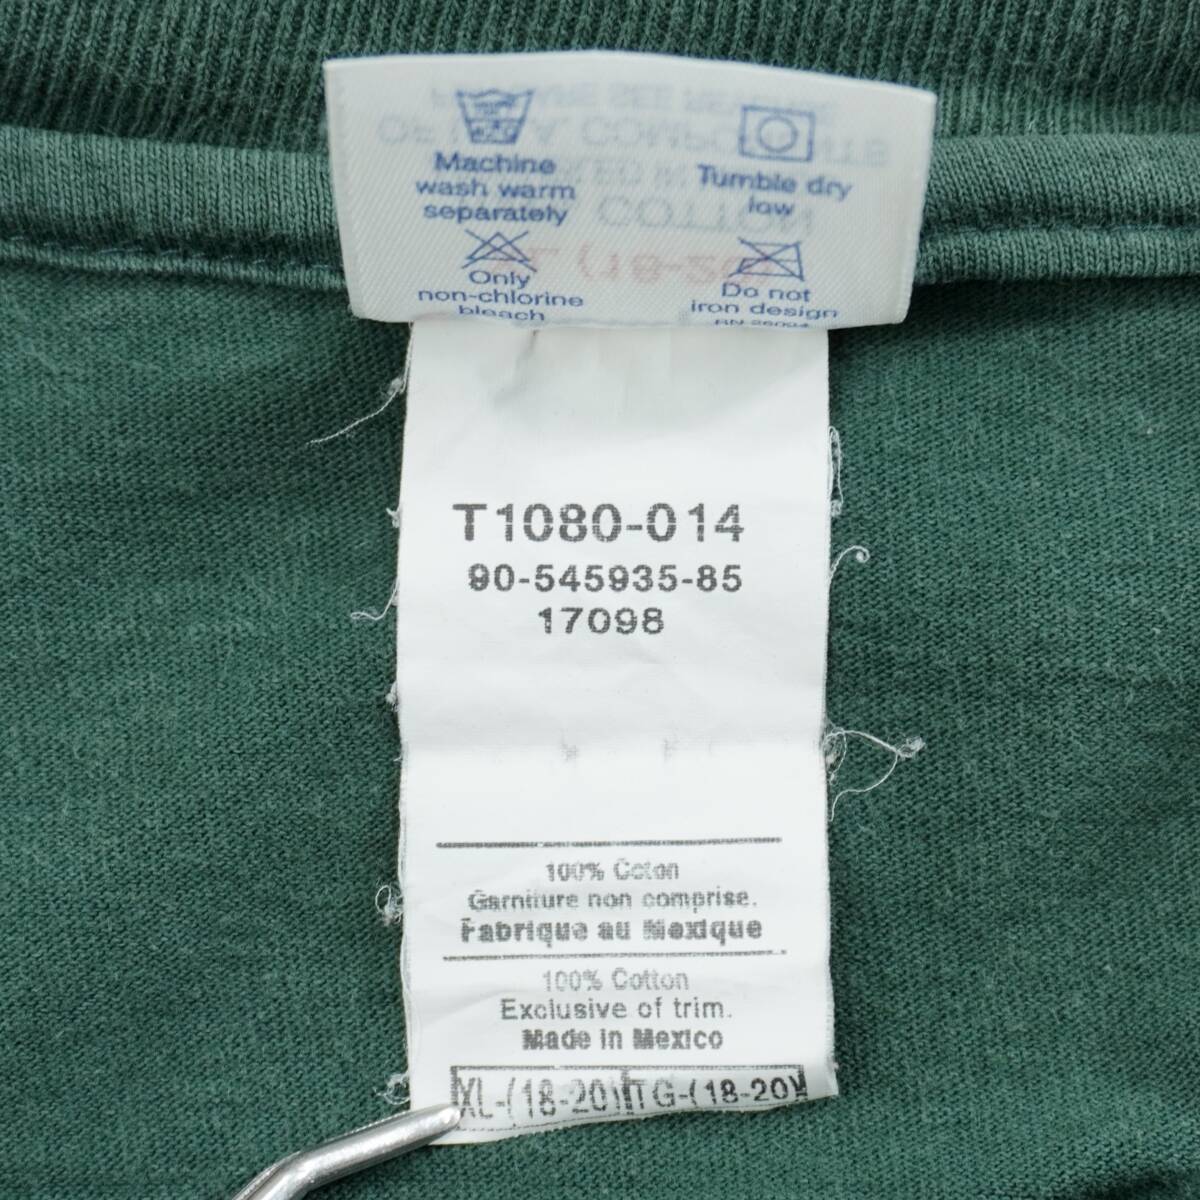 Machine
wash warm
separately
Tumble dry
low
Only
non-chlorine
bleach
Do not
iron design
T1080-014
90-545935-85
17098
100% Coton
Garniture non comprise.
Fabrique au Mexique
100% Cotton
Exclusive of trim.
Made in Mexico
XL-(18-20) TG-(18-20)